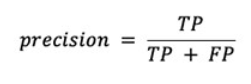 precision = TP / TP + FP